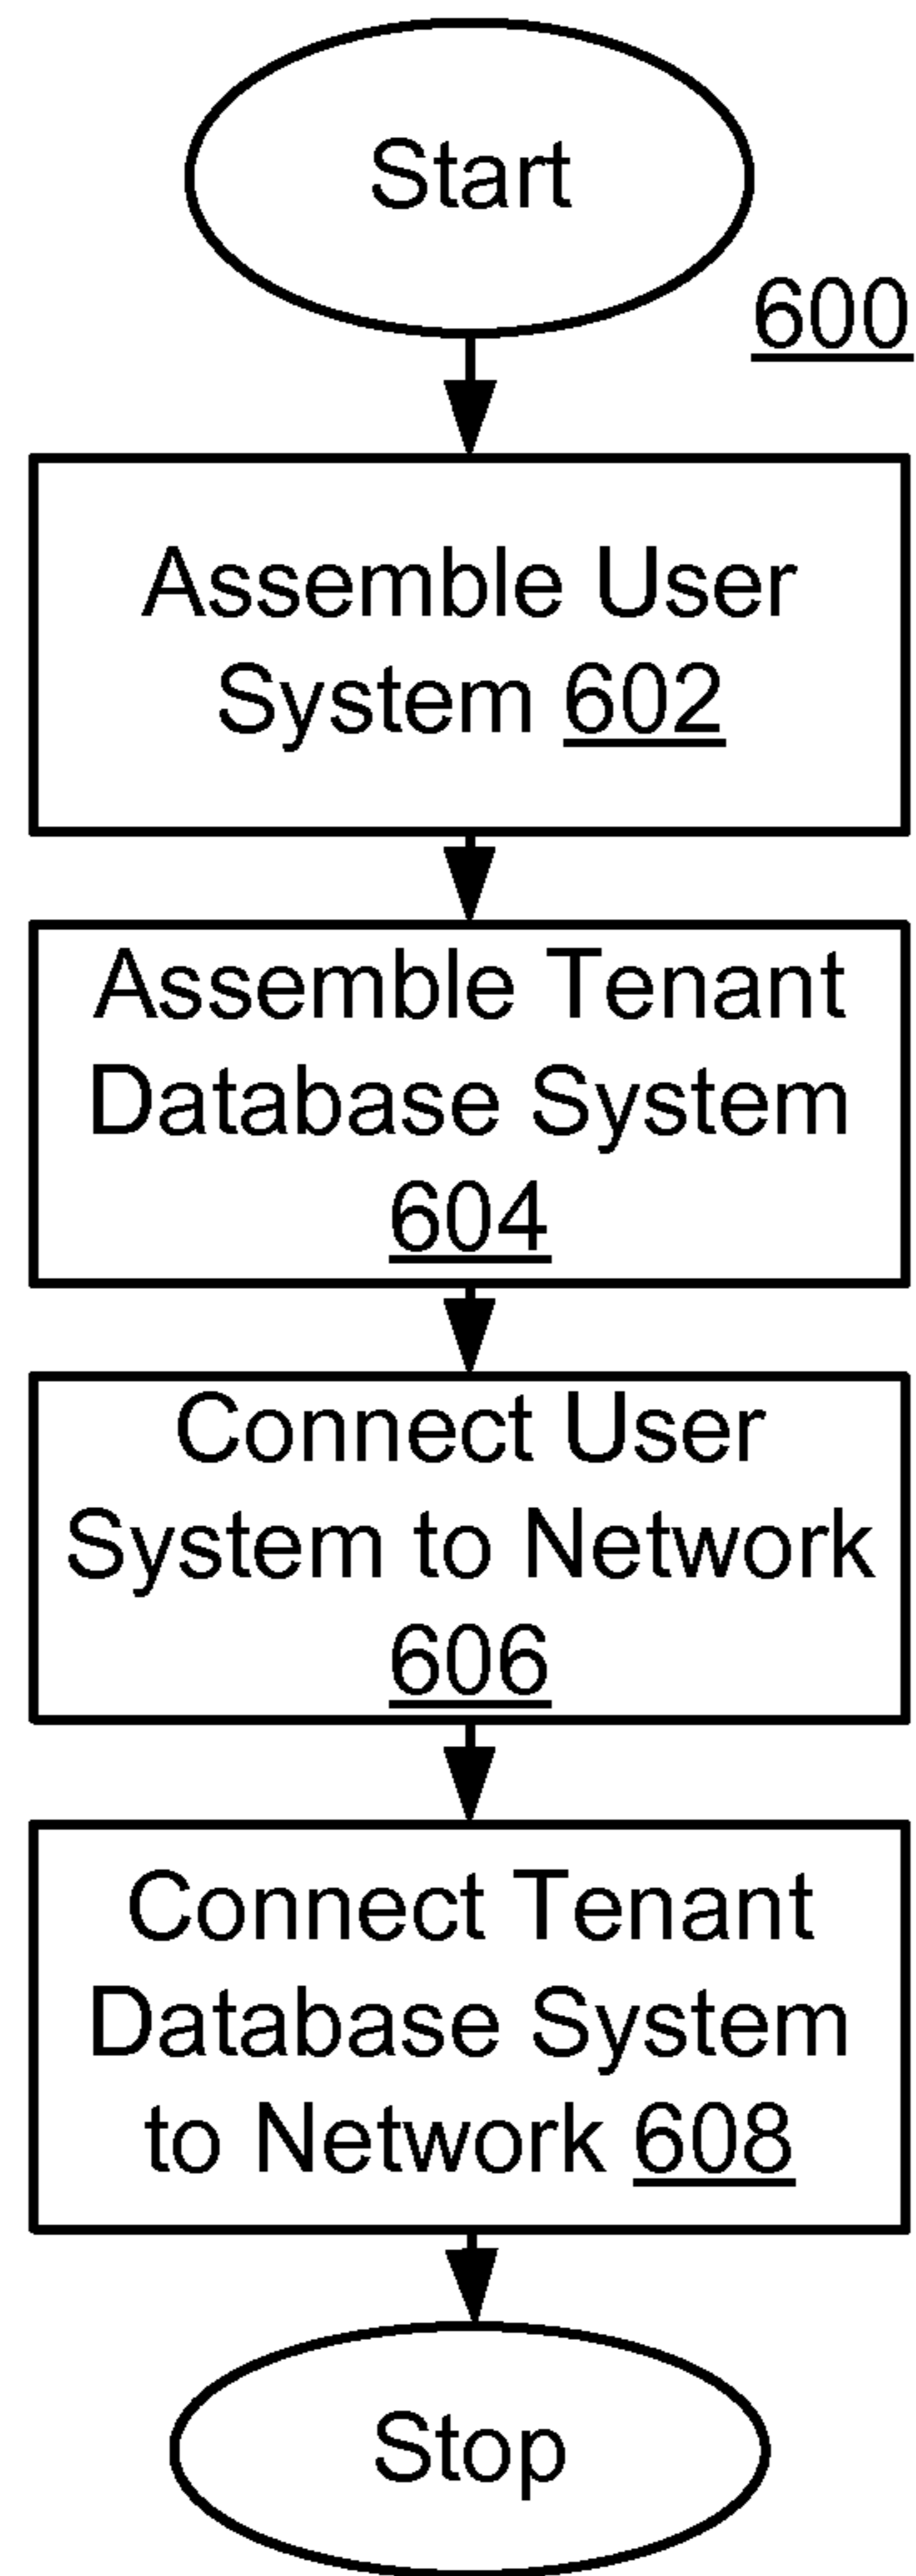 Start
600
Assemble User
System 602
Assemble Tenant
Database System
604
Connect User
System to Network
606
Connect Tenant
Database System
to Network 608
Stop